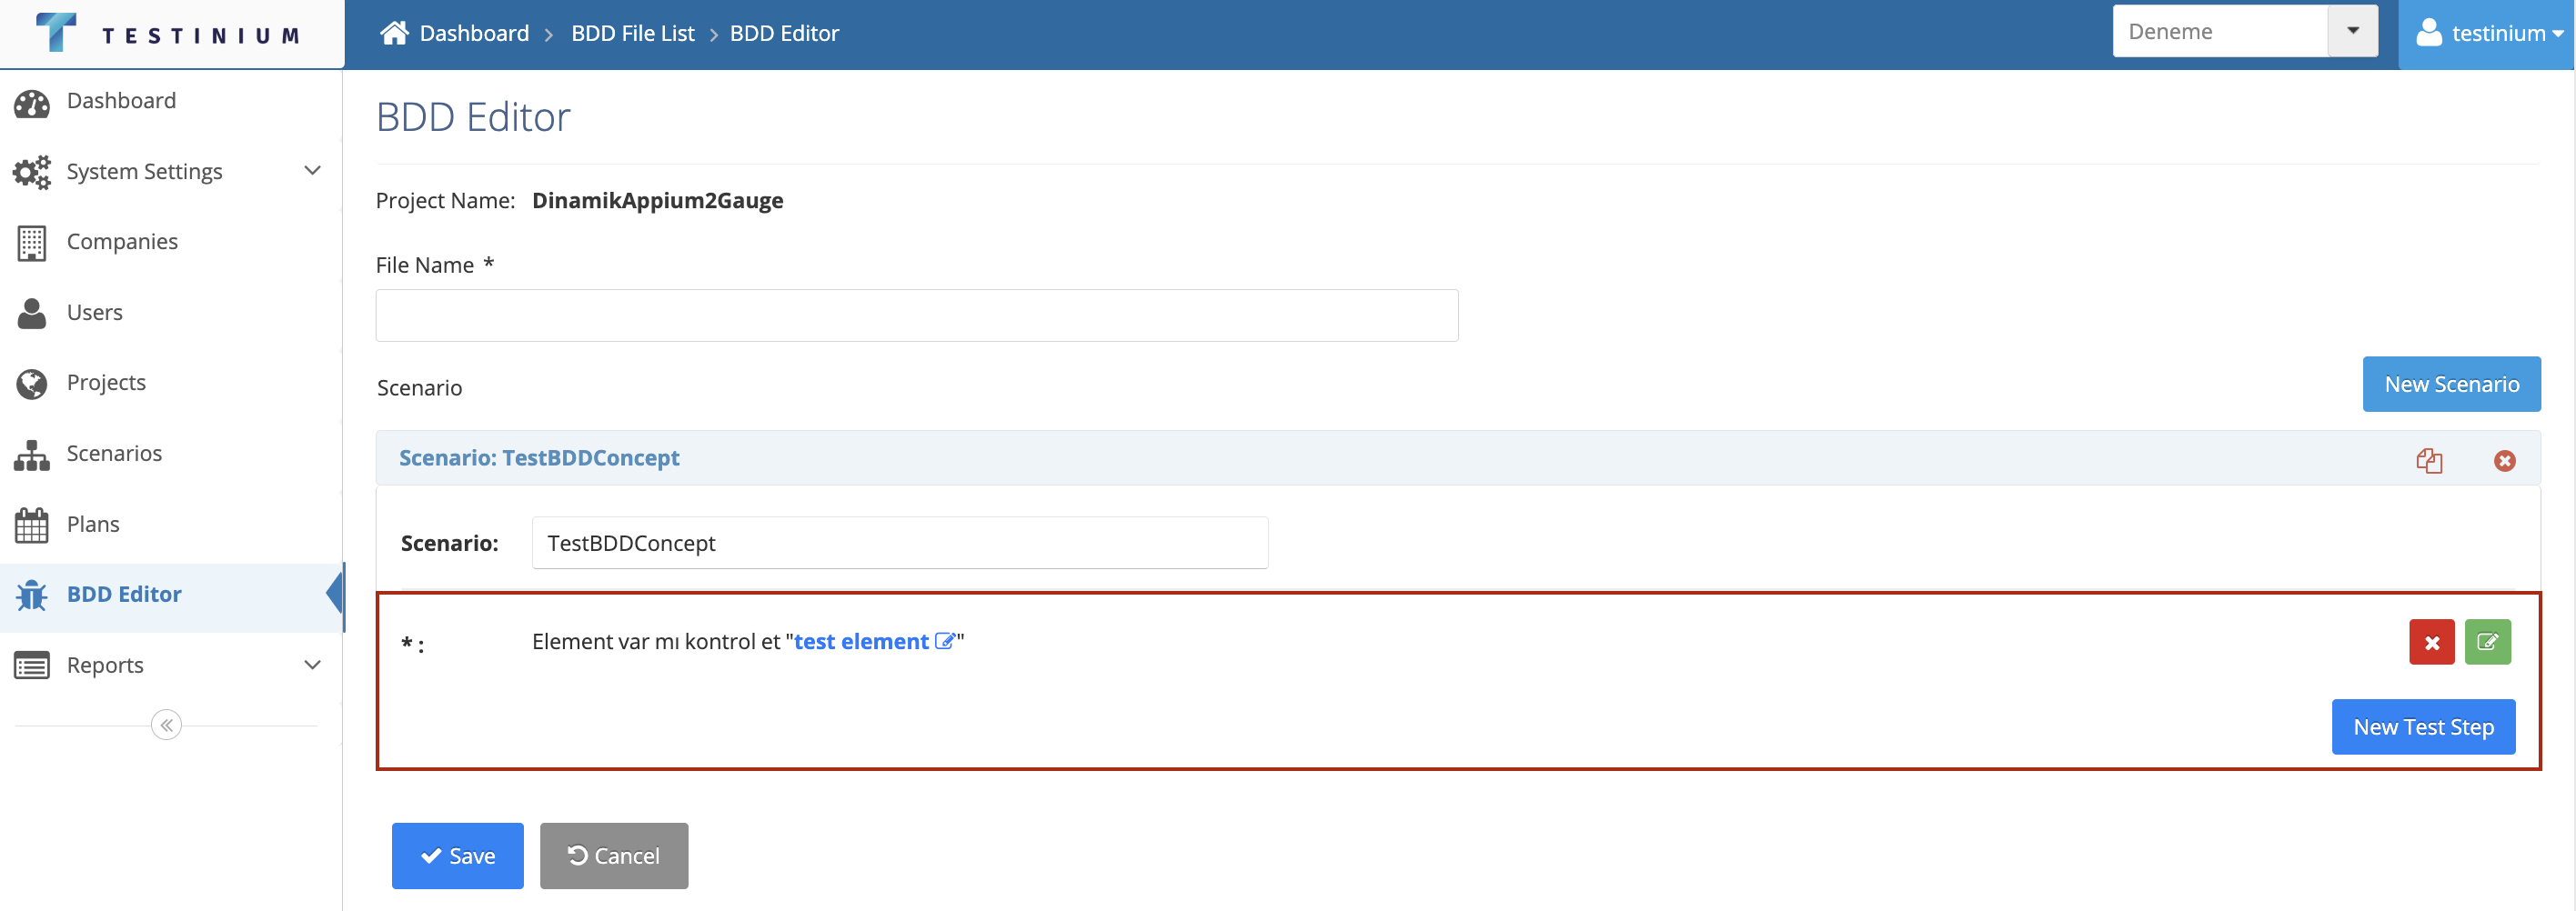 TESTINIUM
Dashboard > BDD File List > BDD Editor
Deneme
testinium
Dashboard
System Settings
Companies
Users
Projects
Scenarios
Plans
BDD Editor
Reports
BDD Editor
Project Name: DinamikAppium2Gauge
File Name *
Scenario
New Scenario
Scenario: TestBDDConcept
Scenario: TestBDDConcept
* : Element var mı kontrol et "test element"
New Test Step
Save
Cancel